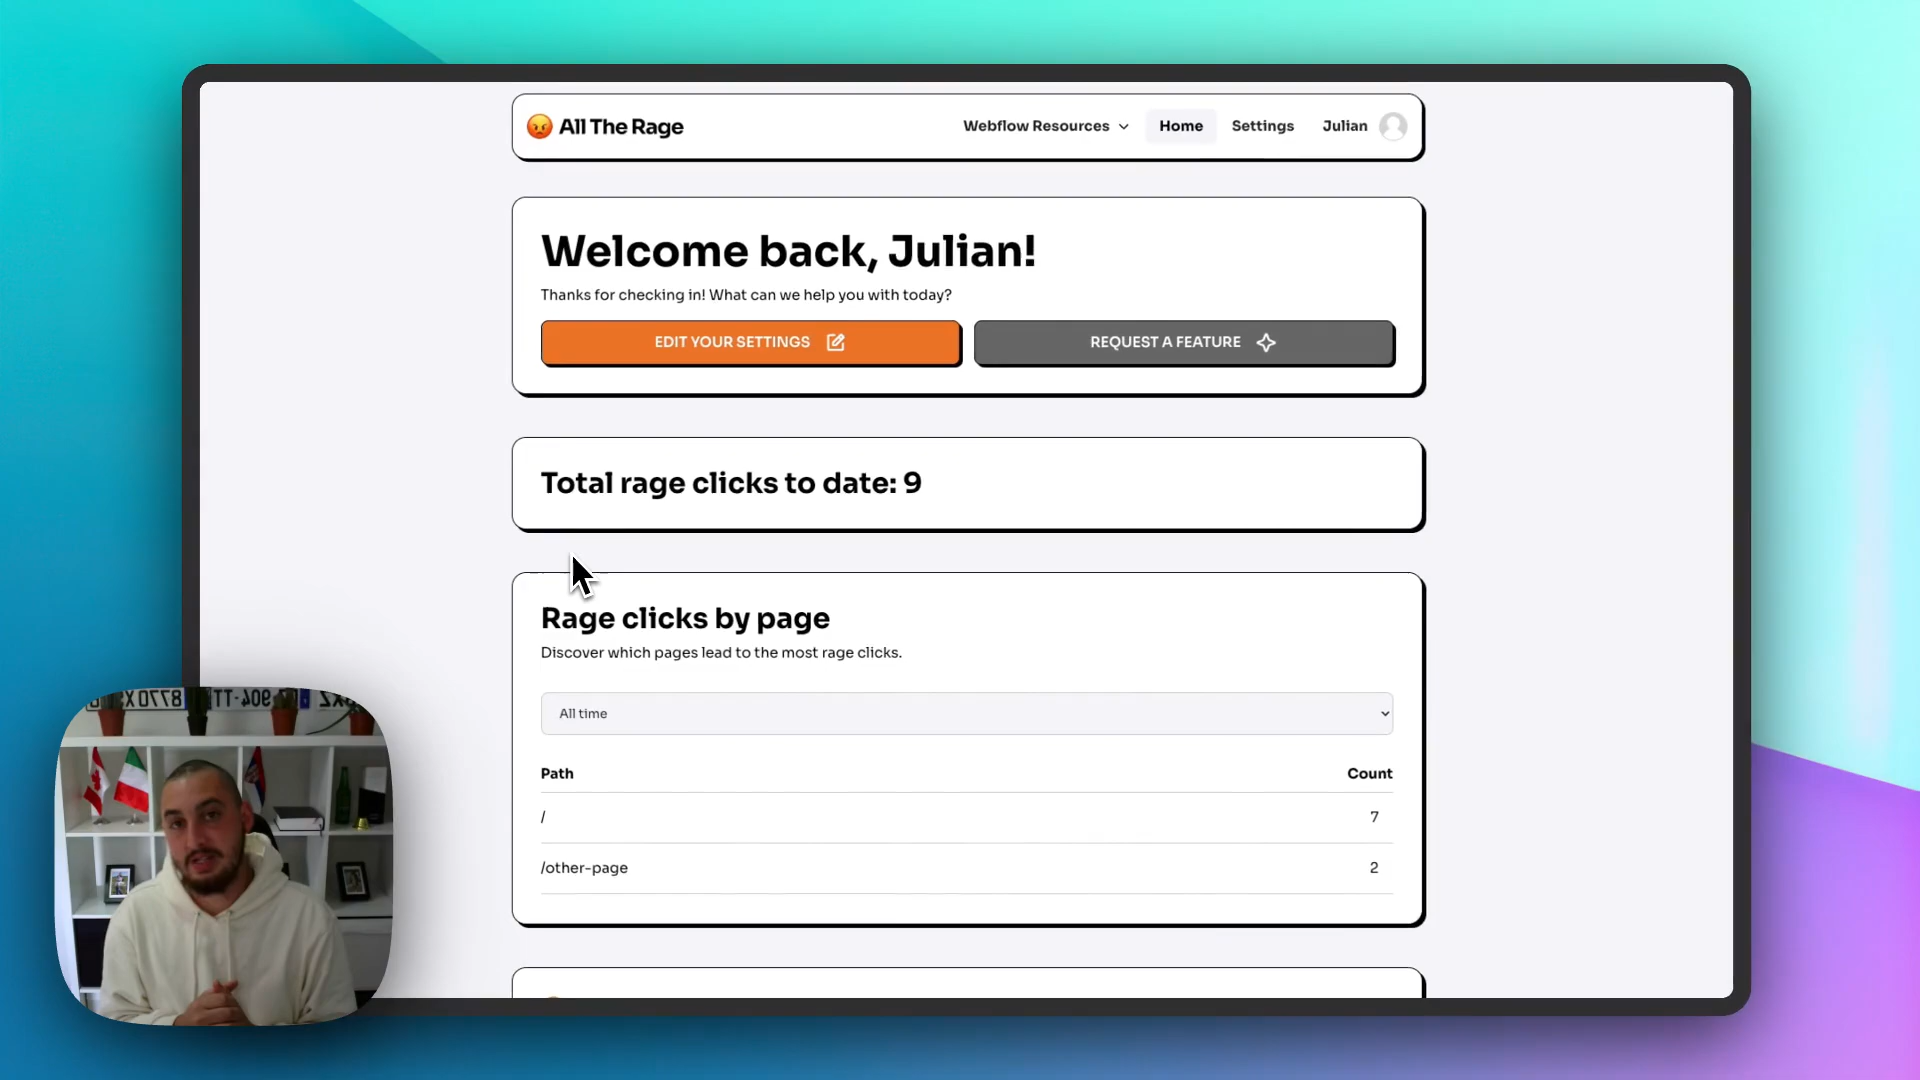 All The Rage
Webflow Resources
Home
Settings
Julian
Welcome back, Julian!
Thanks for checking in! What can we help you with today?
EDIT YOUR SETTINGS
REQUEST A FEATURE
Total rage clicks to date: 9
Rage clicks by page
Discover which pages lead to the most rage clicks.
All time
Path Count
/ 7
/other-page 2